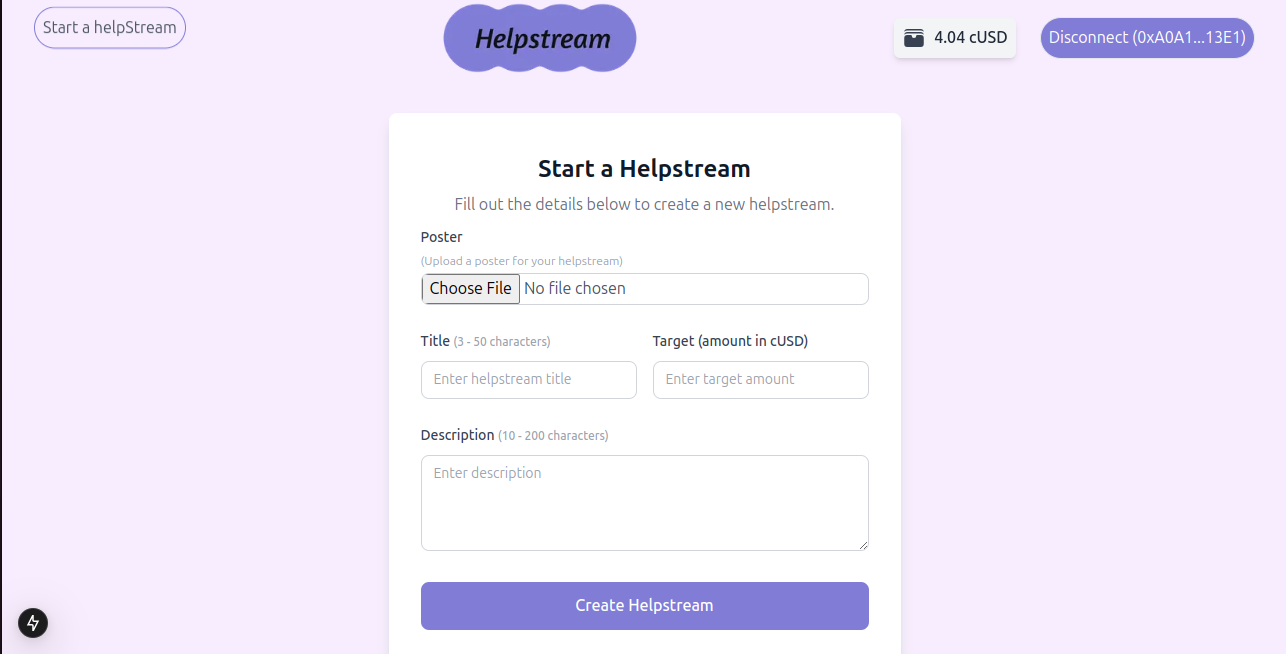 Start a helpStream
Helpstream
4.04 cUSD
Disconnect (0xA0A1...13E1)
Start a Helpstream
Fill out the details below to create a new helpstream.
Poster
(Upload a poster for your helpstream)
Choose File No file chosen
Title (3 - 50 characters)
Target (amount in cUSD)
Enter helpstream title
Enter target amount
Description (10 - 200 characters)
Enter description
Create Helpstream